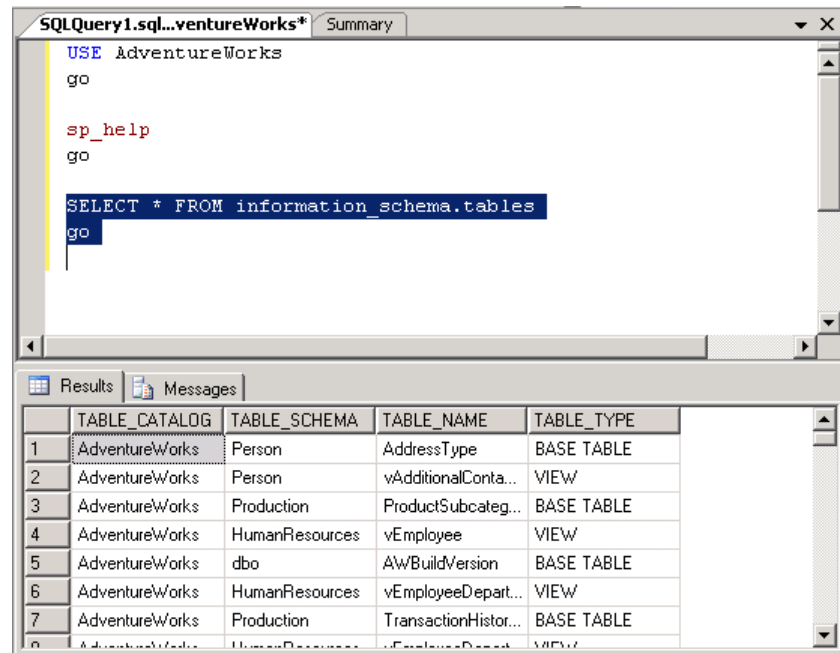 SQLQuery1.sql...ventureWorks* Summary
USE AdventureWorks
go
sp_help
go
SELECT * FROM information_schema.tables
go
Results Messages
TABLE_CATALOG TABLE_SCHEMA TABLE_NAME TABLE_TYPE
1 AdventureWorks Person AddressType BASE TABLE
2 AdventureWorks Person vAdditionalConta... VIEW
3 AdventureWorks Production ProductSubcateg... BASE TABLE
4 AdventureWorks HumanResources vEmployee VIEW
5 AdventureWorks dbo AWBuildVersion BASE TABLE
6 AdventureWorks HumanResources vEmployeeDepart... VIEW
7 AdventureWorks Production TransactionHistor... BASE TABLE